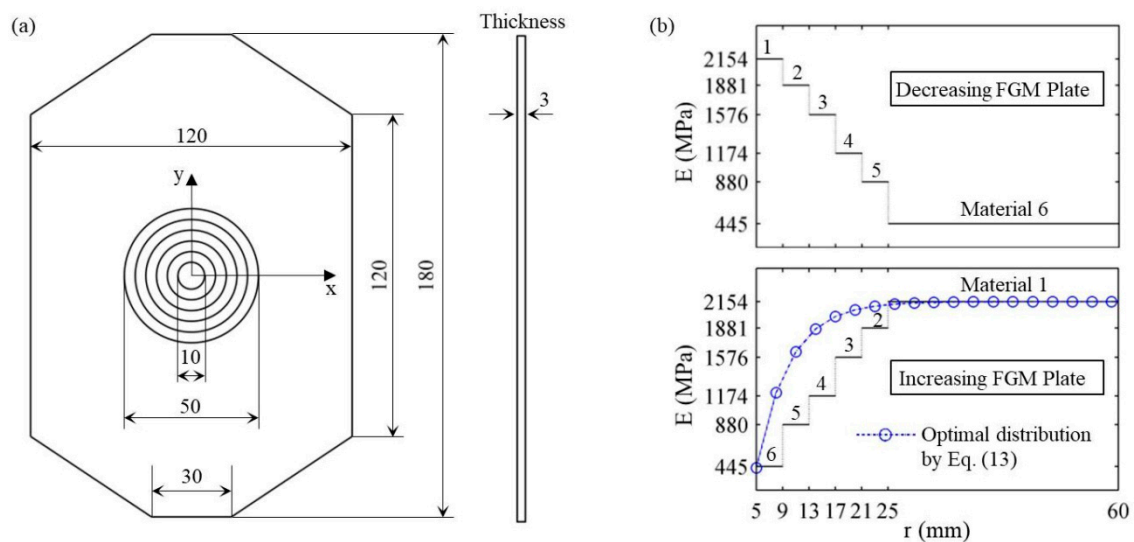 (a)
Thickness
3
120
y
x
120
180
10
50
30
(b)
E (MPa)
2154
1881
1576
1174
880
445
1
2
3
4
5
Decreasing FGM Plate
Material 6
E (MPa)
2154
1881
1576
1174
880
445
Material 1
2
3
4
5
6
Increasing FGM Plate
Optimal distribution
by Eq. (13)
5 9 13 17 21 25 60
r (mm)